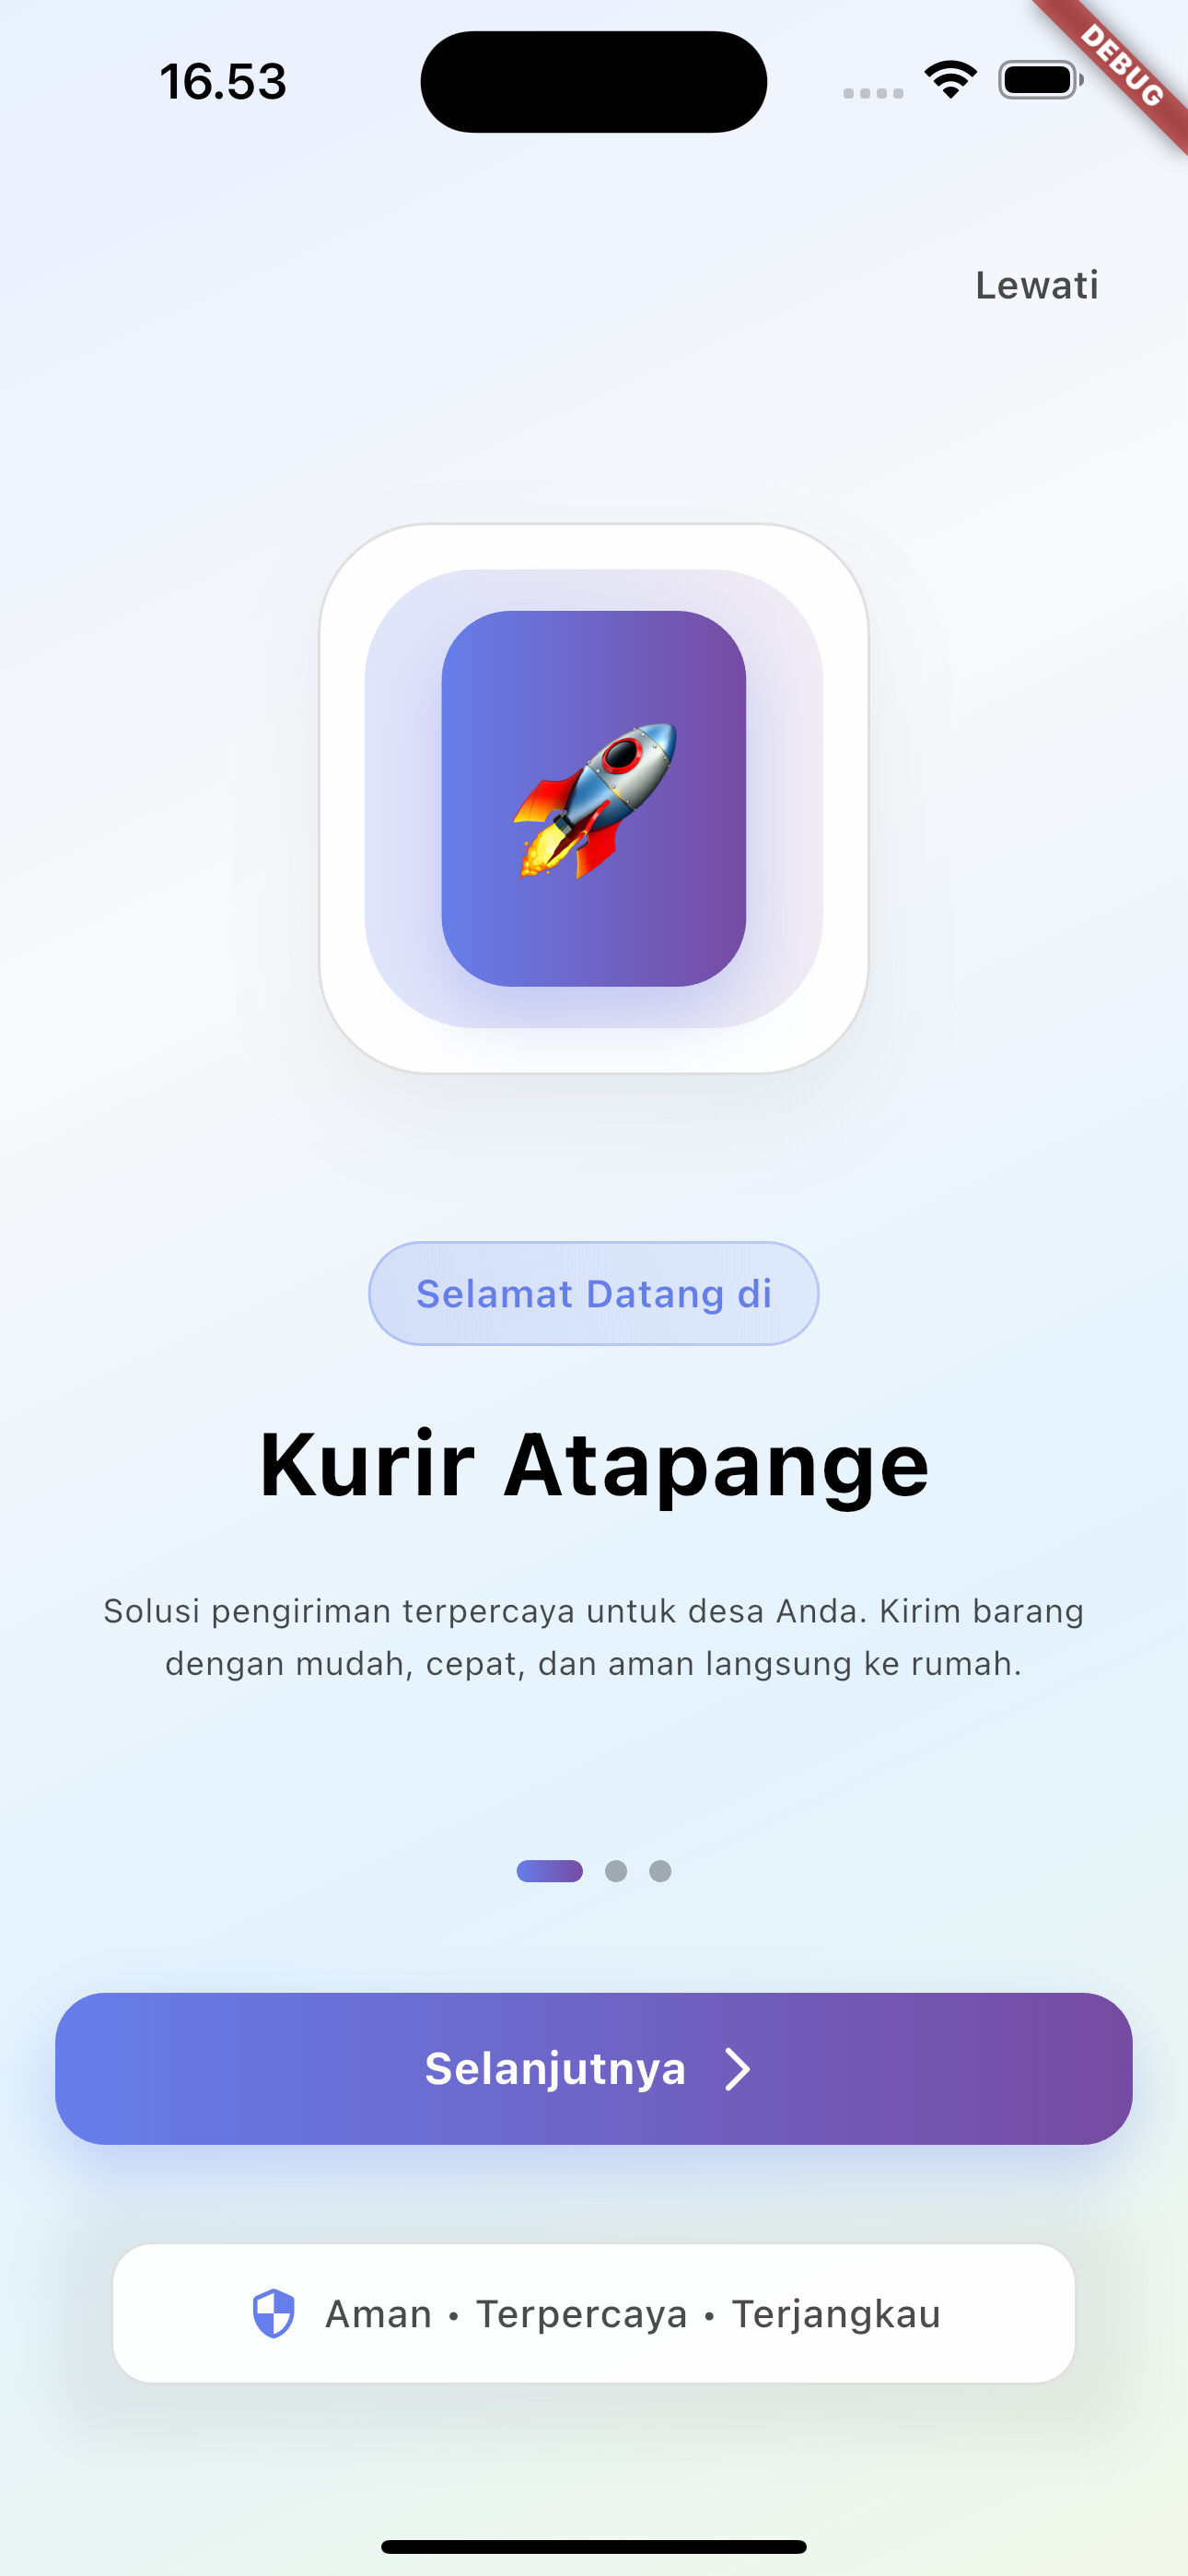 16.53
DEBUG
Lewati
Selamat Datang di
Kurir Atapange
Solusi pengiriman terpercaya untuk desa Anda. Kirim barang
dengan mudah, cepat, dan aman langsung ke rumah.
Selanjutnya
Aman • Terpercaya • Terjangkau